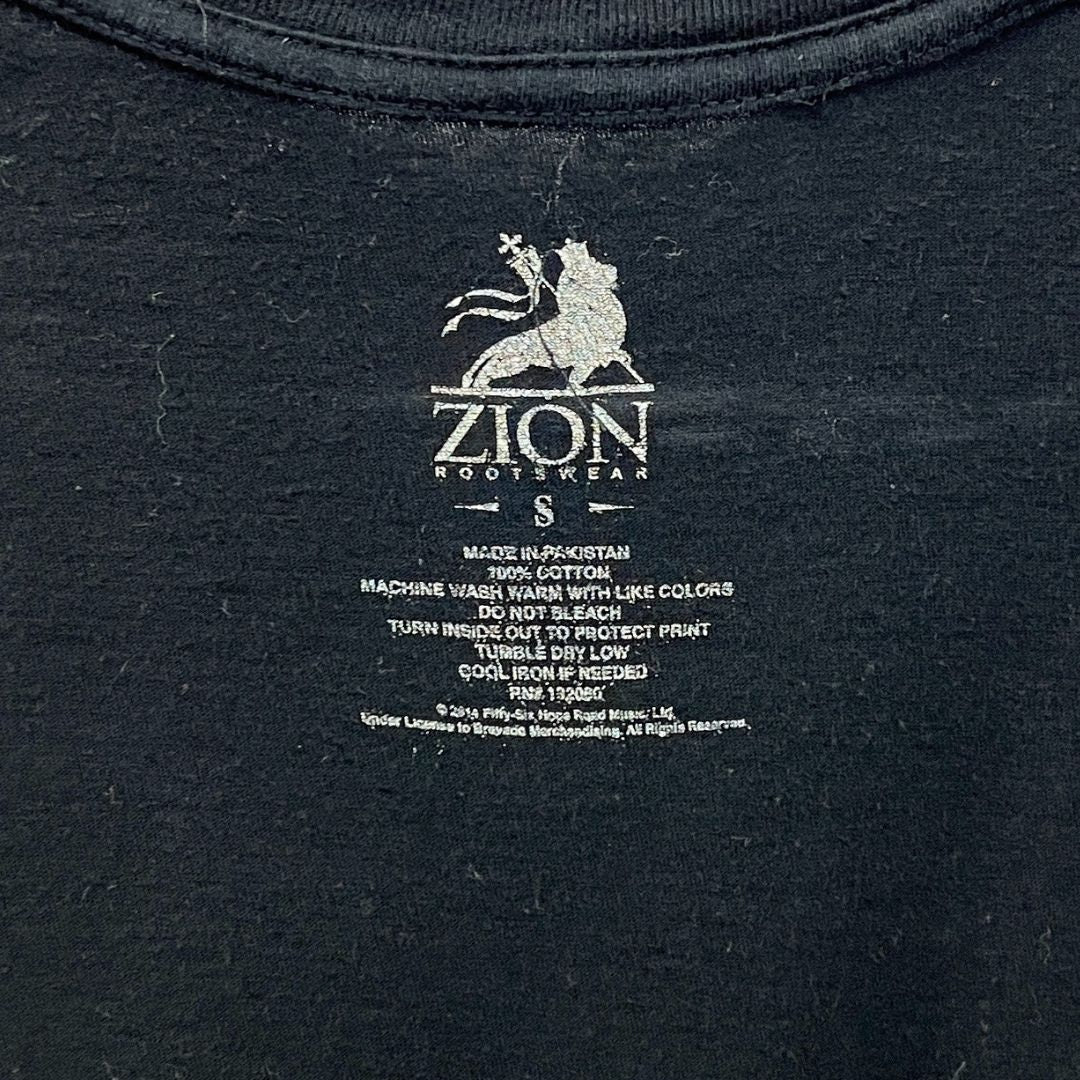 ZION
ROOTSWEAR
S
MADE IN PAKISTAN
100% COTTON
MACHINE WASH WARM WITH LIKE COLORS
DO NOT BLEACH
TURN INSIDE OUT TO PROTECT PRINT
TUMBLE DRY LOW
COOL IRON IF NEEDED
RN#
© 2014 Fifty-Six Hope Road Music, Ltd.
Under License to Bravado Merchandising. All Rights Reserved.